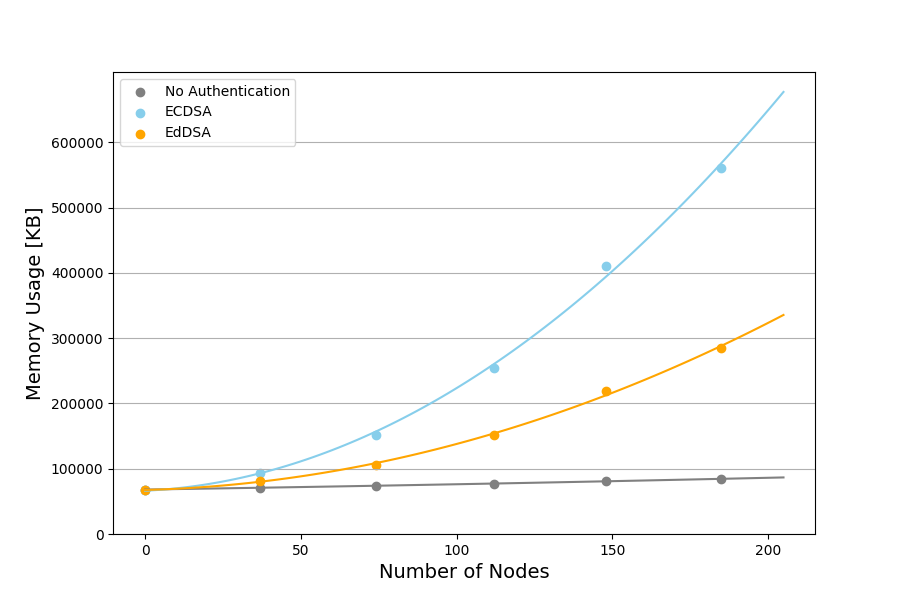 No Authentication
ECDSA
EdDSA
600000
500000
400000
300000
200000
100000
0
Memory Usage [KB]
0 50 100 150 200
Number of Nodes